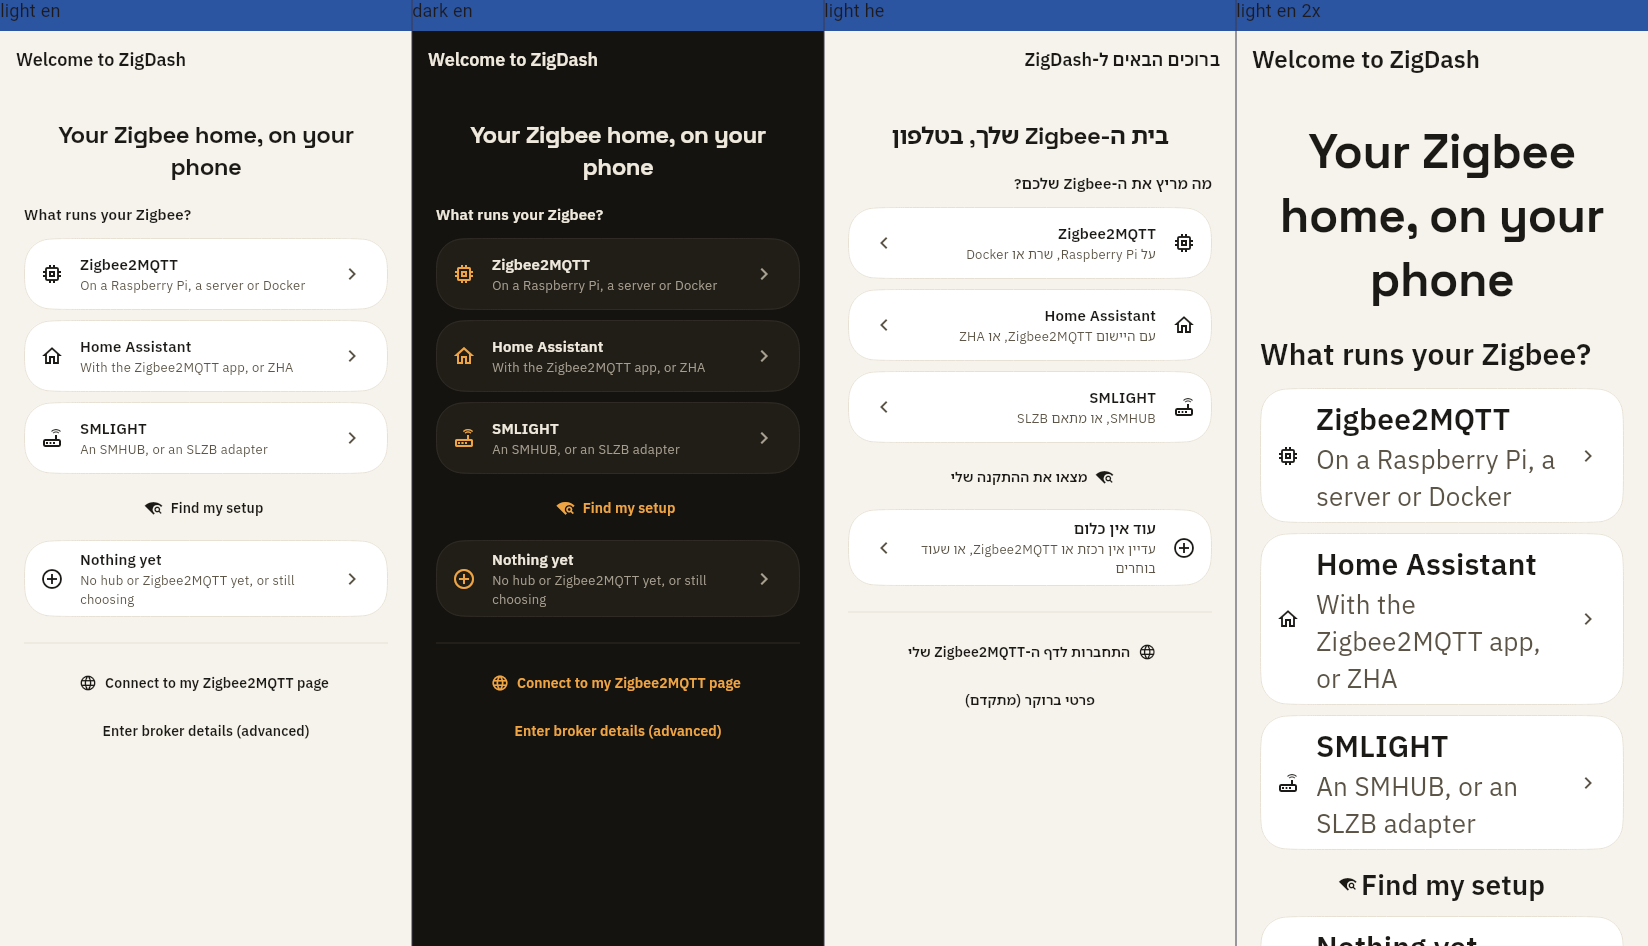 light en
Welcome to ZigDash
Your Zigbee home, on your
phone
What runs your Zigbee?
Zigbee2MQTT
On a Raspberry Pi, a server or Docker
Home Assistant
With the Zigbee2MQTT app, or ZHA
SMLIGHT
An SMHUB, or an SLZB adapter
Find my setup
Nothing yet
No hub or Zigbee2MQTT yet, or still
choosing
Connect to my Zigbee2MQTT page
Enter broker details (advanced)
dark en
Welcome to ZigDash
Your Zigbee home, on your
phone
What runs your Zigbee?
Zigbee2MQTT
On a Raspberry Pi, a server or Docker
Home Assistant
With the Zigbee2MQTT app, or ZHA
SMLIGHT
An SMHUB, or an SLZB adapter
Find my setup
Nothing yet
No hub or Zigbee2MQTT yet, or still
choosing
Connect to my Zigbee2MQTT page
Enter broker details (advanced)
light he
ברוכים הבאים ל-ZigDash
בית ה-Zigbee שלך, בטלפון
מה מריץ את ה-Zigbee שלכם?
Zigbee2MQTT
על Raspberry Pi, שרת או Docker
Home Assistant
עם היישום Zigbee2MQTT, או ZHA
SMLIGHT
SMHUB, או מתאם SLZB
מצאו את ההתקנה שלי
עוד אין כלום
עדיין אין רכזת או Zigbee2MQTT, או שעוד
בוחרים
התחברות לדף ה-Zigbee2MQTT שלי
פרטי ברוקר (מתקדם)
light en 2x
Welcome to ZigDash
Your Zigbee
home, on your
phone
What runs your Zigbee?
Zigbee2MQTT
On a Raspberry Pi, a
server or Docker
Home Assistant
With the
Zigbee2MQTT app,
or ZHA
SMLIGHT
An SMHUB, or an
SLZB adapter
Find my setup
Nothing yet